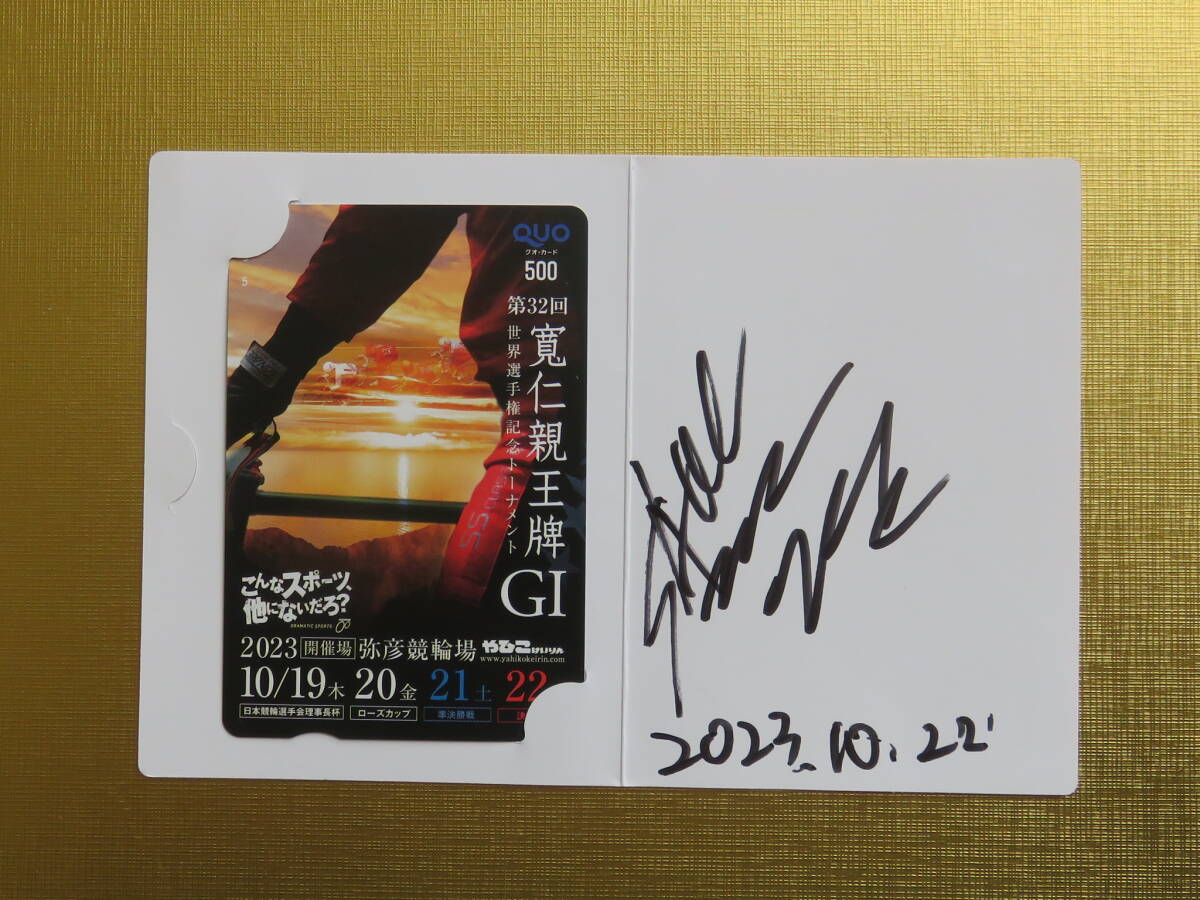 QUO
クオ・カード
500
5
第32回
寬仁親王牌
世界選手権記念トーナメント
GI
こんなスポーツ、
他にないだろ?
DRAMATIC SPORTS
2023 開催場 弥彦競輪場 やひこけいりん
www.yahikokeirin.com
10/19木 20金 21土 22
日本競輪選手会理事長杯 ローズカップ 準決勝戦
2023.10.22